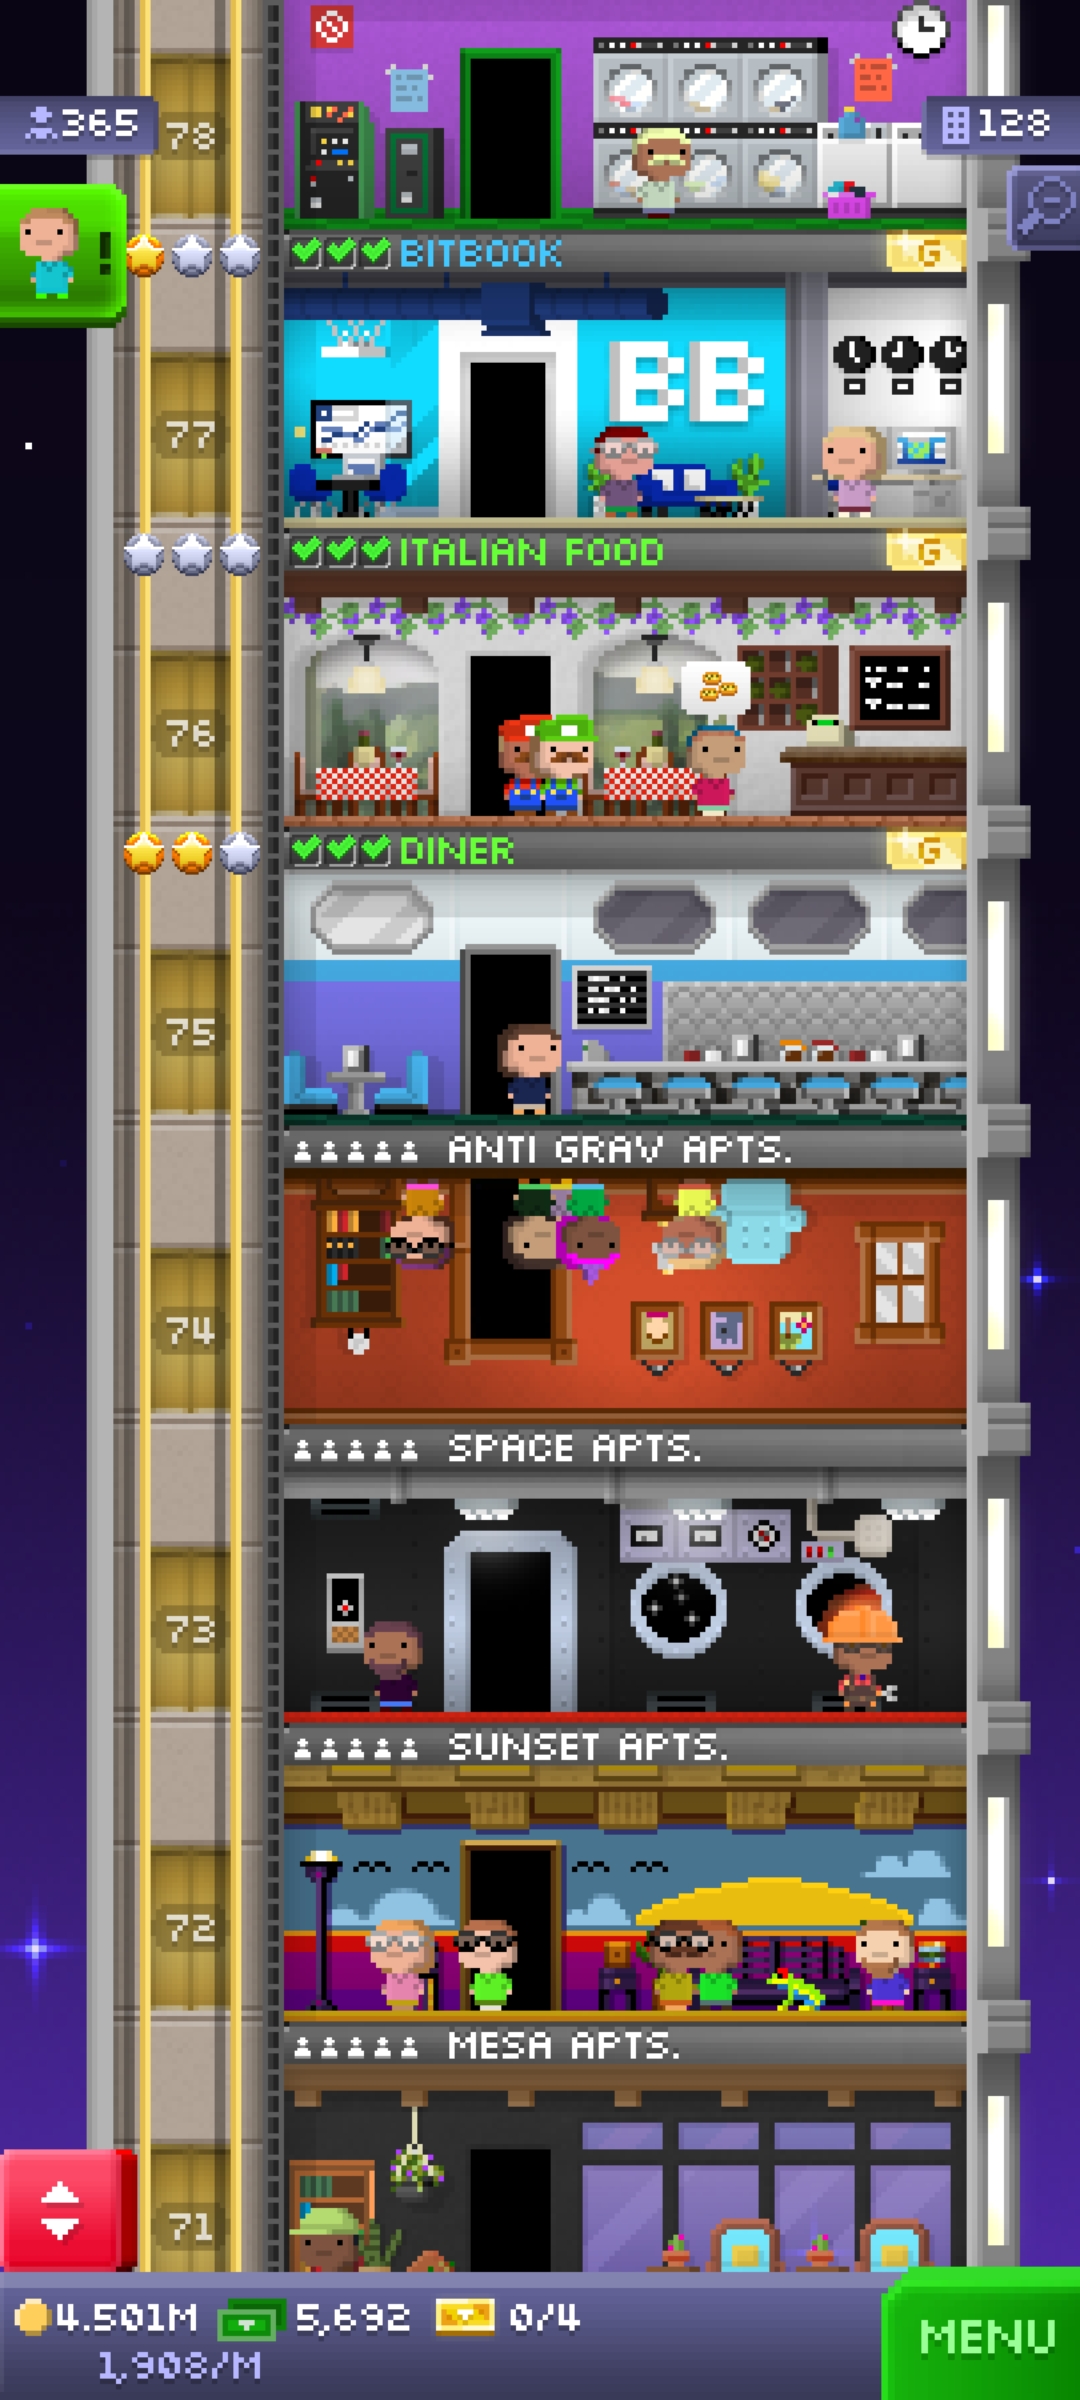 365
78
128
!
BITBOOK
G
BB
77
ITALIAN FOOD
G
76
DINER
G
75
ANTI GRAV APTS.
74
SPACE APTS.
73
SUNSET APTS.
72
MESA APTS.
71
4.501M
5,692
0/4
MENU
1,908/M